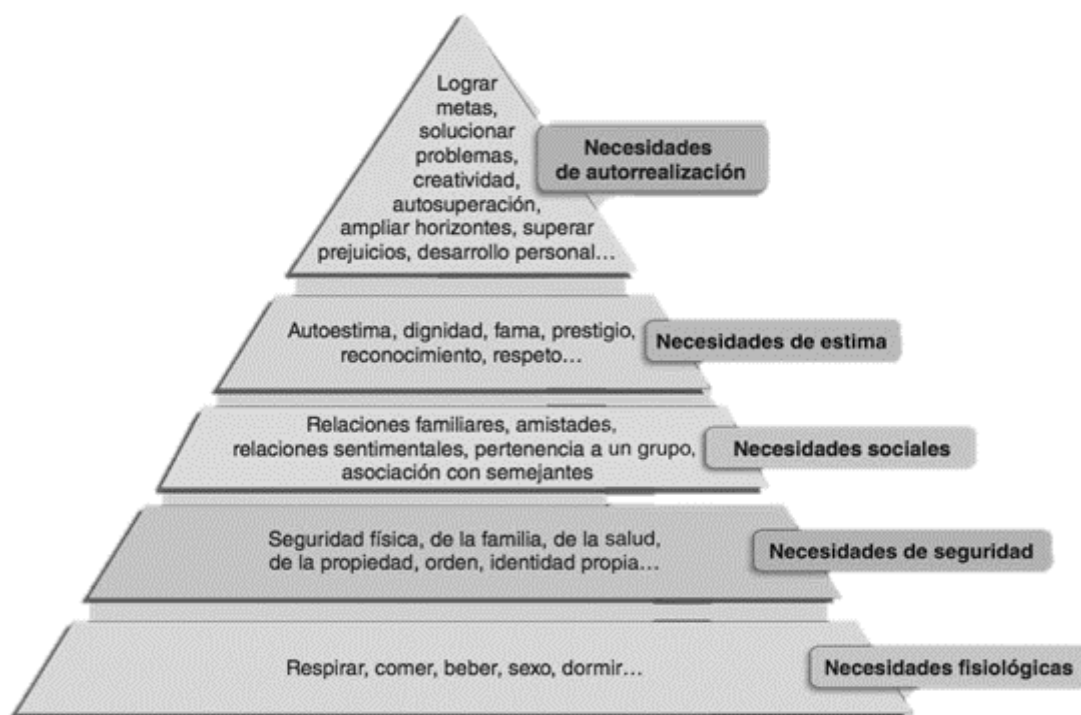 Lograr
metas,
solucionar
problemas,
creatividad,
autosuperación,
ampliar horizontes, superar
prejuicios, desarrollo personal...
Necesidades
de autorrealización
Autoestima, dignidad, fama, prestigio,
reconocimiento, respeto...
Necesidades de estima
Relaciones familiares, amistades,
relaciones sentimentales, pertenencia a un grupo,
asociación con semejantes
Necesidades sociales
Seguridad física, de la familia, de la salud,
de la propiedad, orden, identidad propia...
Necesidades de seguridad
Respirar, comer, beber, sexo, dormir...
Necesidades fisiológicas